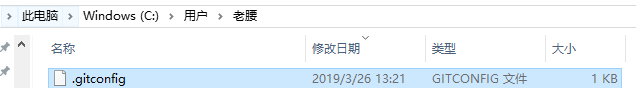 此电脑 › Windows (C:) › 用户 › 老腰
名称 修改日期 类型 大小
.gitconfig 2019/3/26 13:21 GITCONFIG 文件 1 KB